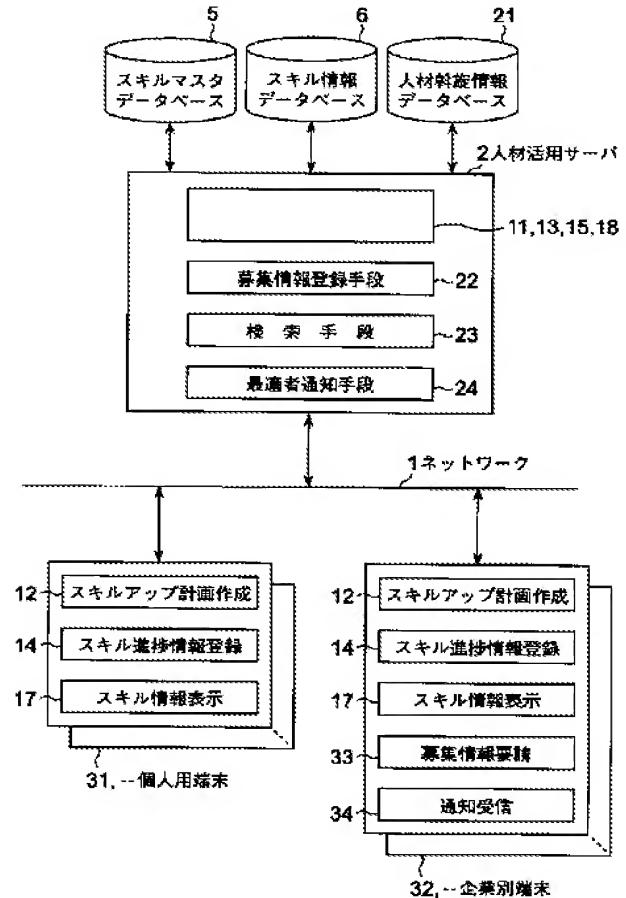 5
6
21
スキルマスタ
データベース
スキル情報
データベース
人材斡旋情報
データベース
2人材活用サーバ
11,13,15,18
募集情報登録手段
22
検索手段
23
最適者通知手段
24
1ネットワーク
12
スキルアップ計画作成
14
スキル進捗情報登録
17
スキル情報表示
31,--個人用端末
12
スキルアップ計画作成
14
スキル進捗情報登録
17
スキル情報表示
33
募集情報要請
34
通知受信
32,--企業別端末